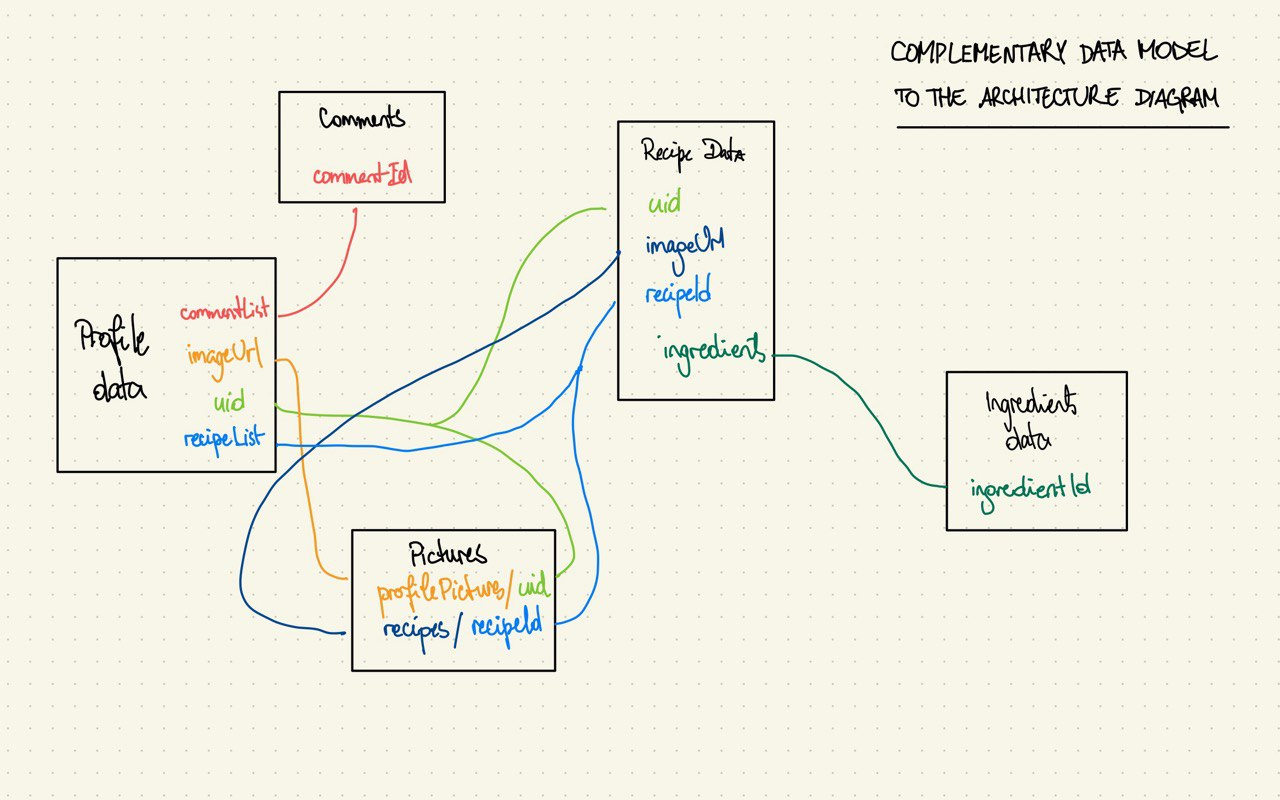 COMPLEMENTARY DATA MODEL
TO THE ARCHITECTURE DIAGRAM
Comments
commentId
Profile
data
commentList
imageUrl
uid
recipeList
Recipe Data
uid
imageUrl
recipeId
ingredients
Ingredients
data
ingredientId
Pictures
profilePicture/uid
recipes/recipeId